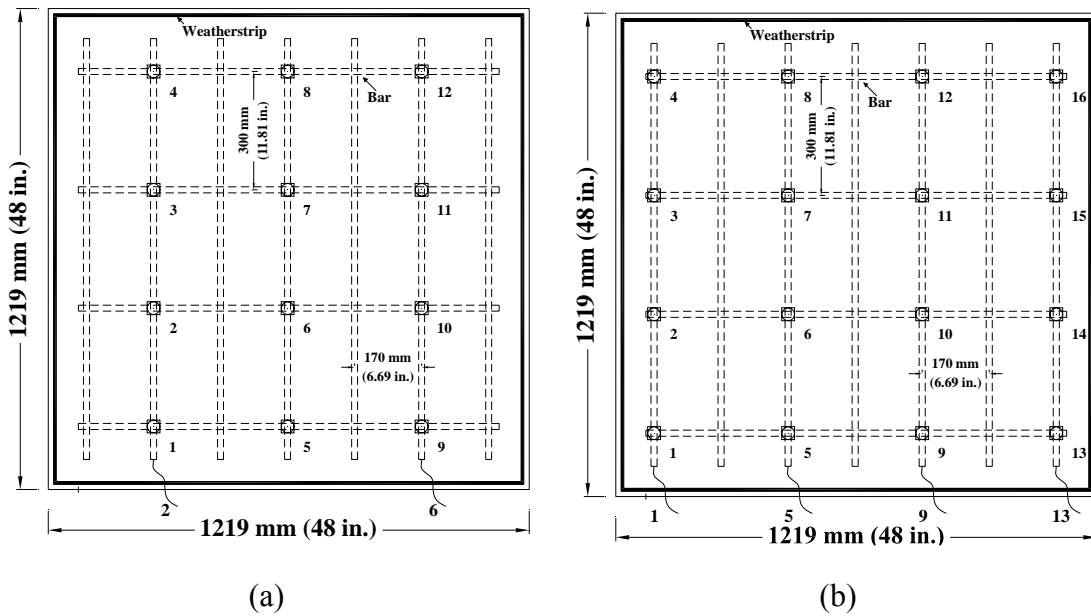 Weatherstrip
4
8
12
Bar
300 mm
(11.81 in.)
3
7
11
2
6
10
170 mm
(6.69 in.)
1
5
9
2
6
1219 mm (48 in.)
1219 mm (48 in.)
(a)
Weatherstrip
4
8
12
16
Bar
300 mm
(11.81 in.)
3
7
11
15
2
6
10
14
170 mm
(6.69 in.)
1
5
9
13
1
5
9
13
1219 mm (48 in.)
1219 mm (48 in.)
(b)